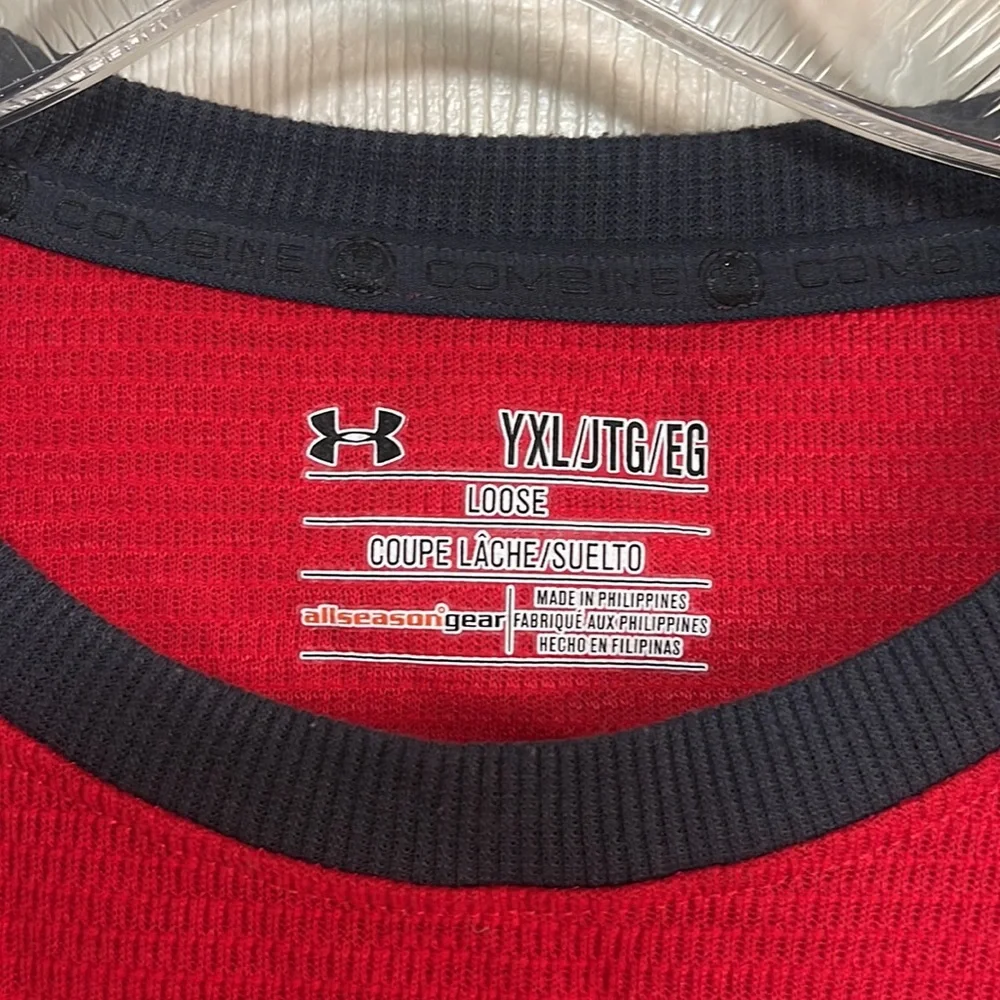 COMBINE COMBINE COMBINE
YXL/JTG/EG
LOOSE
COUPE LÂCHE/SUELTO
allseasongear
MADE IN PHILIPPINES
FABRIQUÉ AUX PHILIPPINES
HECHO EN FILIPINAS